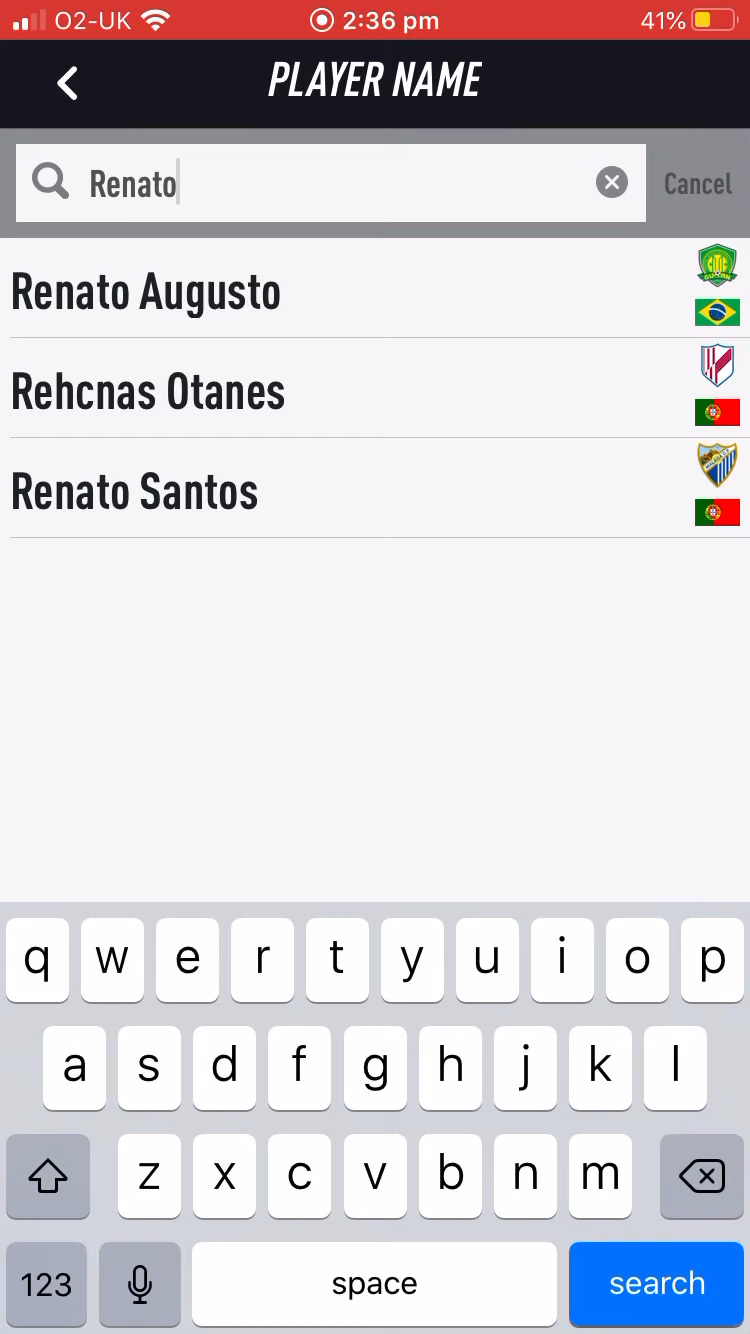 O2-UK 2:36 pm 41%
PLAYER NAME
Renato Cancel
Renato Augusto
Rehcnas Otanes
Renato Santos
q w e r t y u i o p
a s d f g h j k l
z x c v b n m
123 space search